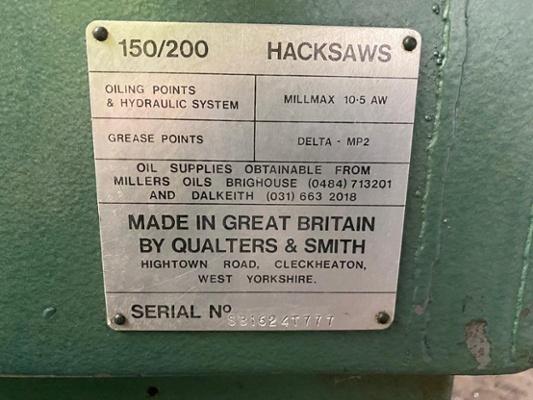 150/200 HACKSAWS
OILING POINTS
& HYDRAULIC SYSTEM
MILLMAX 10·5 AW
GREASE POINTS
DELTA - MP2
OIL SUPPLIES OBTAINABLE FROM
MILLERS OILS BRIGHOUSE (0484) 713201
AND DALKEITH (031) 663 2018
MADE IN GREAT BRITAIN
BY QUALTERS & SMITH
HIGHTOWN ROAD, CLECKHEATON,
WEST YORKSHIRE.
SERIAL Nº